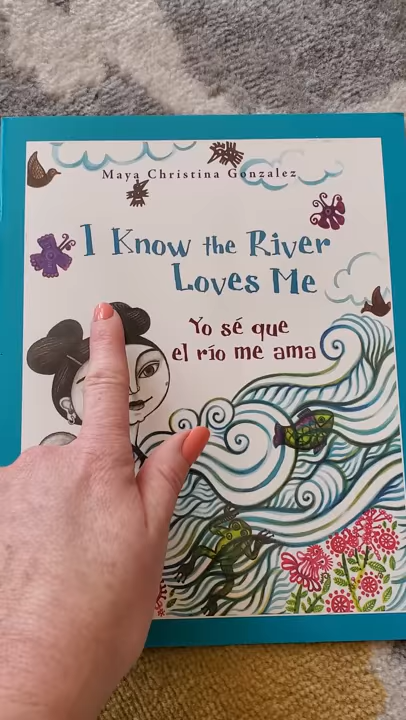 Maya Christina Gonzalez
I Know the River
Loves Me
Yo sé que
el río me ama